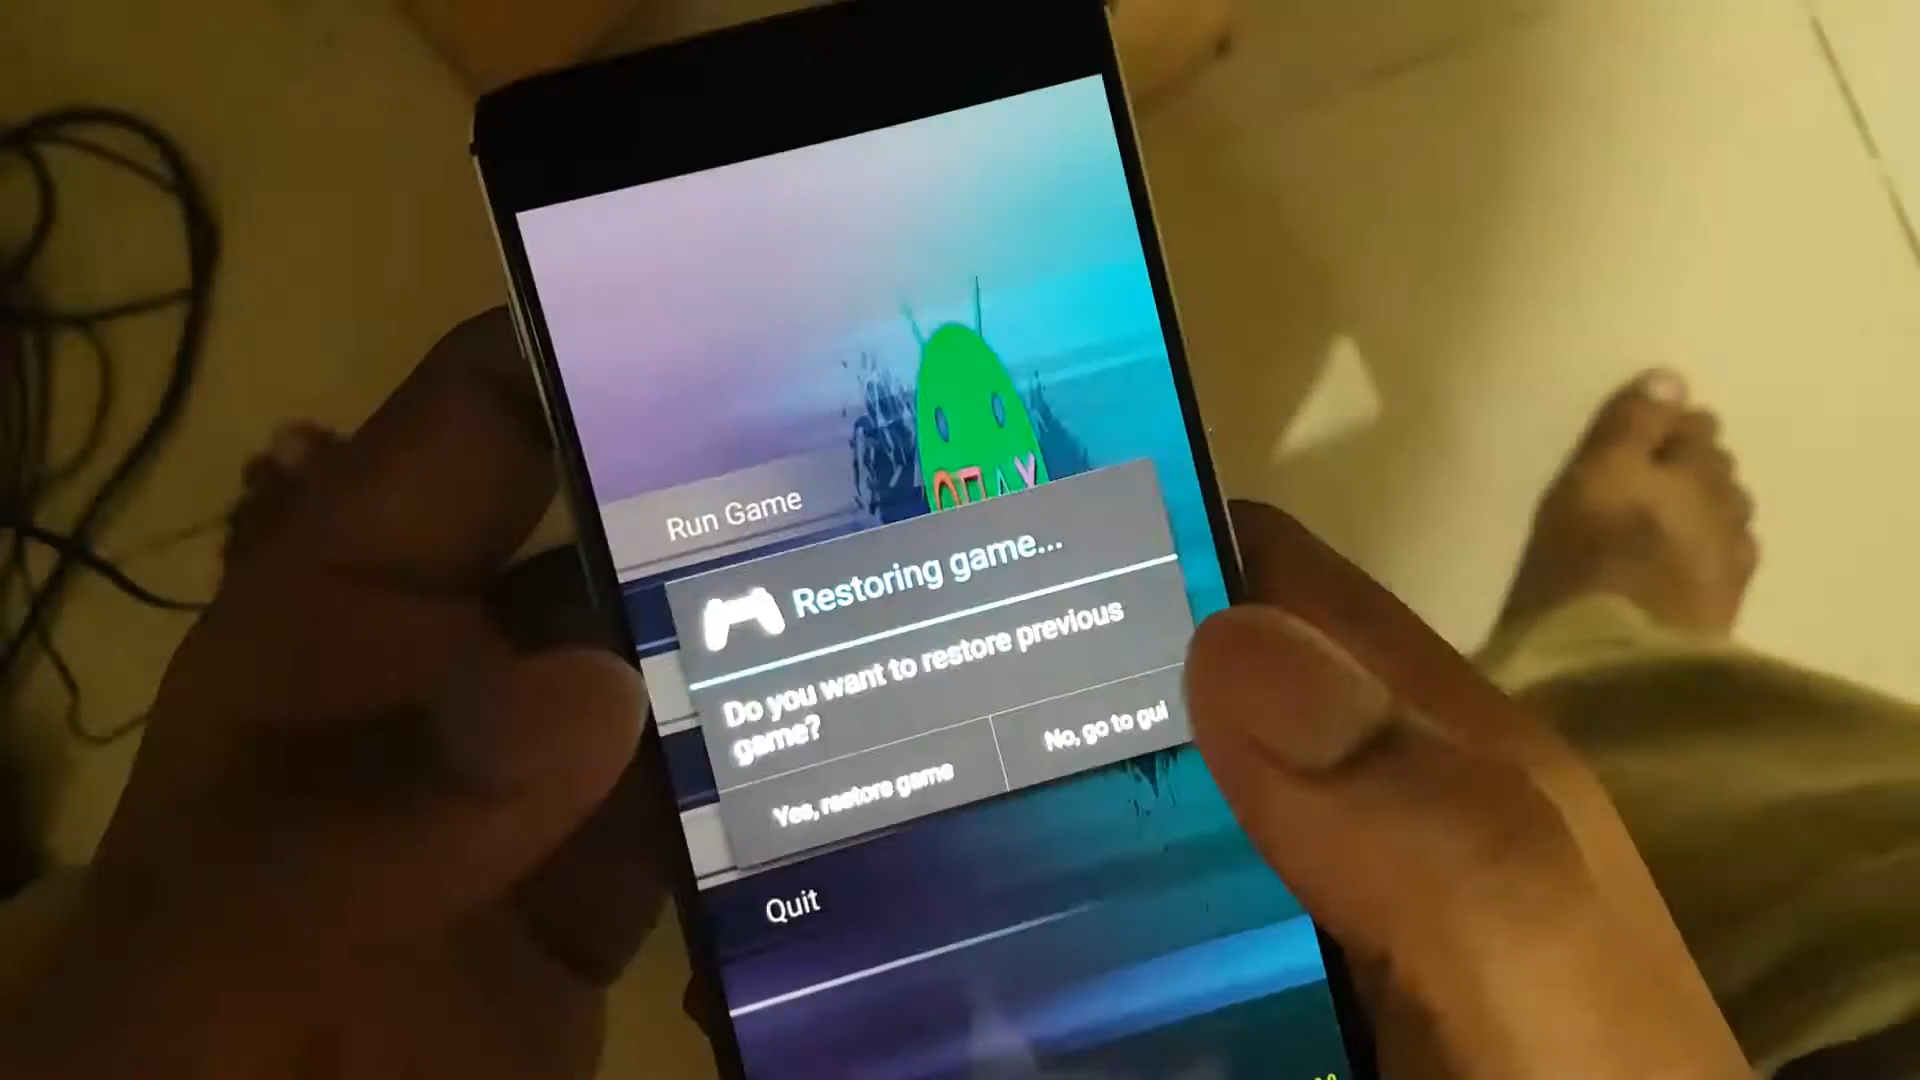 Run Game
Restoring game...
Do you want to restore previous
game?
Yes, restore game
No, go to gui
Quit